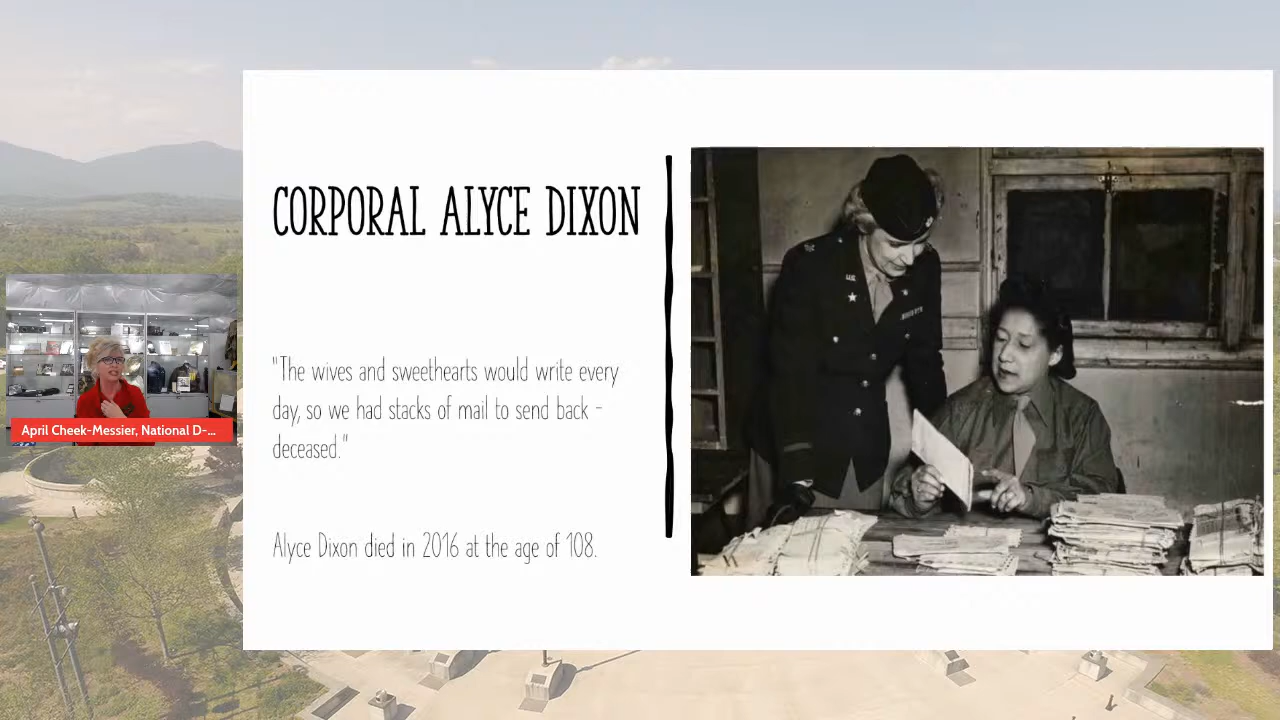 CORPORAL ALYCE DIXON
"The wives and sweethearts would write every
day, so we had stacks of mail to send back -
deceased."
Alyce Dixon died in 2016 at the age of 108.
April Cheek-Messier, National D-...